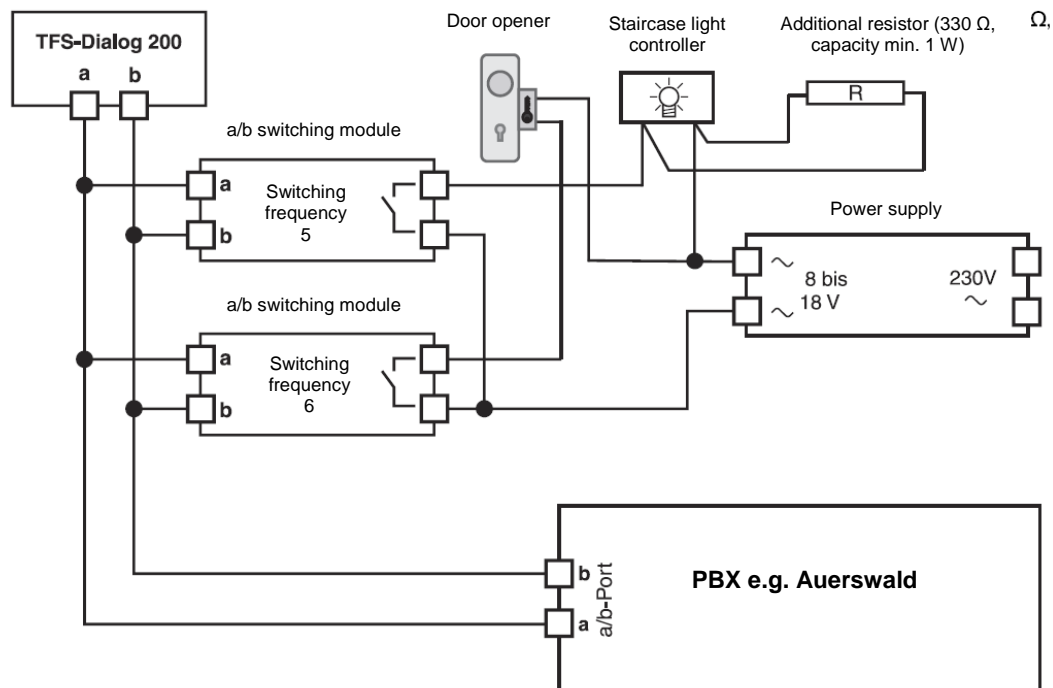 Door opener
Staircase light
controller
Additional resistor (330 Ω,
capacity min. 1 W)
Ω,
TFS-Dialog 200
a b
R
a/b switching module
a
b
Switching
frequency
5
Power supply
~
~
8 bis
18 V
230V
~
a/b switching module
a
b
Switching
frequency
6
b
a
a/b-Port
PBX e.g. Auerswald